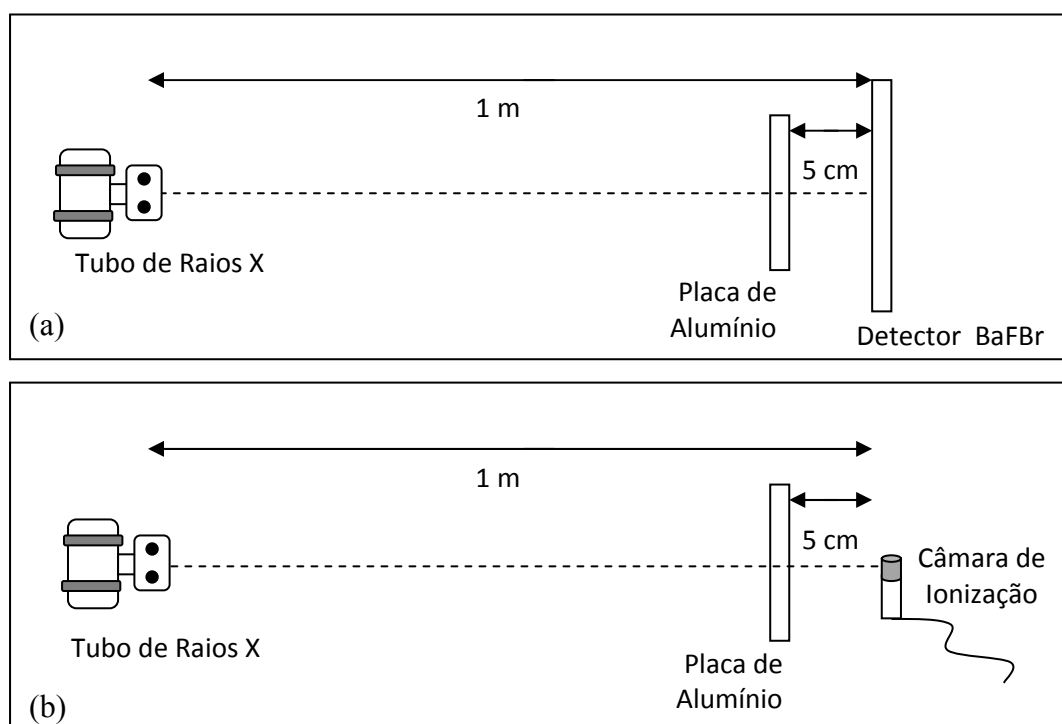 1 m
5 cm
Tubo de Raios X
Placa de
Alumínio
Detector BaFBr
(a)
1 m
5 cm
Câmara de
Ionização
Tubo de Raios X
Placa de
Alumínio
(b)